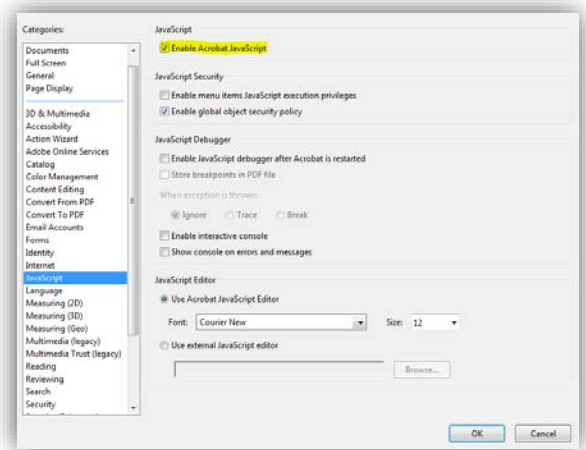 Categories:
Documents
Full Screen
General
Page Display
3D & Multimedia
Accessibility
Action Wizard
Adobe Online Services
Catalog
Color Management
Content Editing
Convert From PDF
Convert To PDF
Email Accounts
Forms
Identity
Internet
JavaScript
Language
Measuring (2D)
Measuring (3D)
Measuring (Geo)
Multimedia (legacy)
Multimedia Trust (legacy)
Reading
Reviewing
Search
Security
JavaScript
Enable Acrobat JavaScript
JavaScript Security
Enable menu items JavaScript execution privileges
Enable global object security policy
JavaScript Debugger
Enable JavaScript debugger after Acrobat is restarted
Store breakpoints in PDF file
When exception is thrown:
Ignore Trace Break
Enable interactive console
Show console on errors and messages
JavaScript Editor
Use Acrobat JavaScript Editor
Font: Courier New Size: 12
Use external JavaScript editor
Browse...
OK Cancel